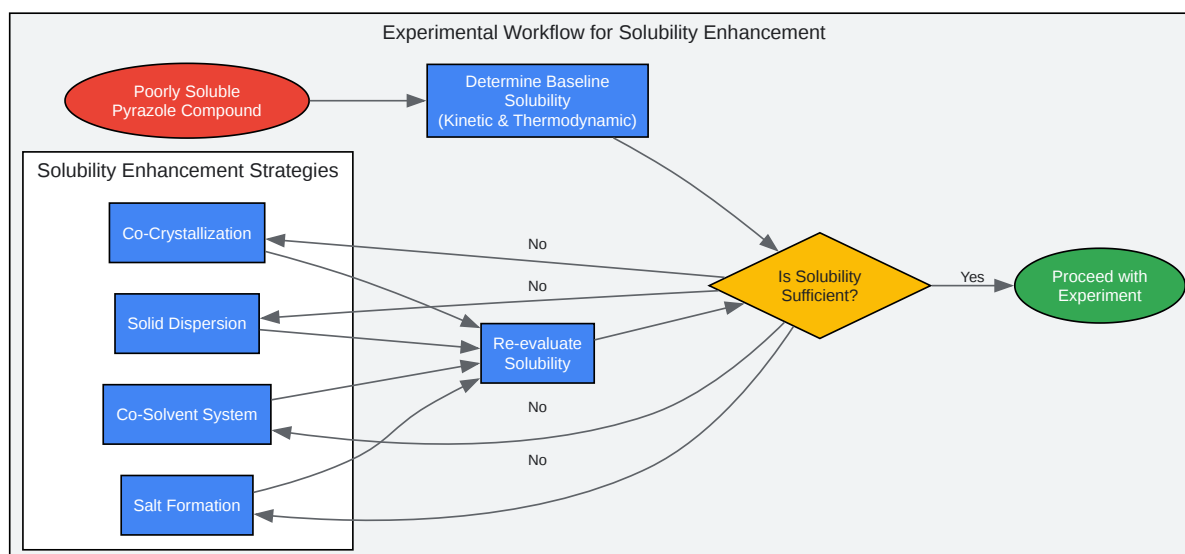 Experimental Workflow for Solubility Enhancement
Poorly Soluble
Pyrazole Compound
Determine Baseline
Solubility
(Kinetic & Thermodynamic)
Solubility Enhancement Strategies
Co-Crystallization
No
Is Solubility
Sufficient?
Yes
Proceed with
Experiment
No
Solid Dispersion
Re-evaluate
Solubility
Co-Solvent System
No
No
Salt Formation